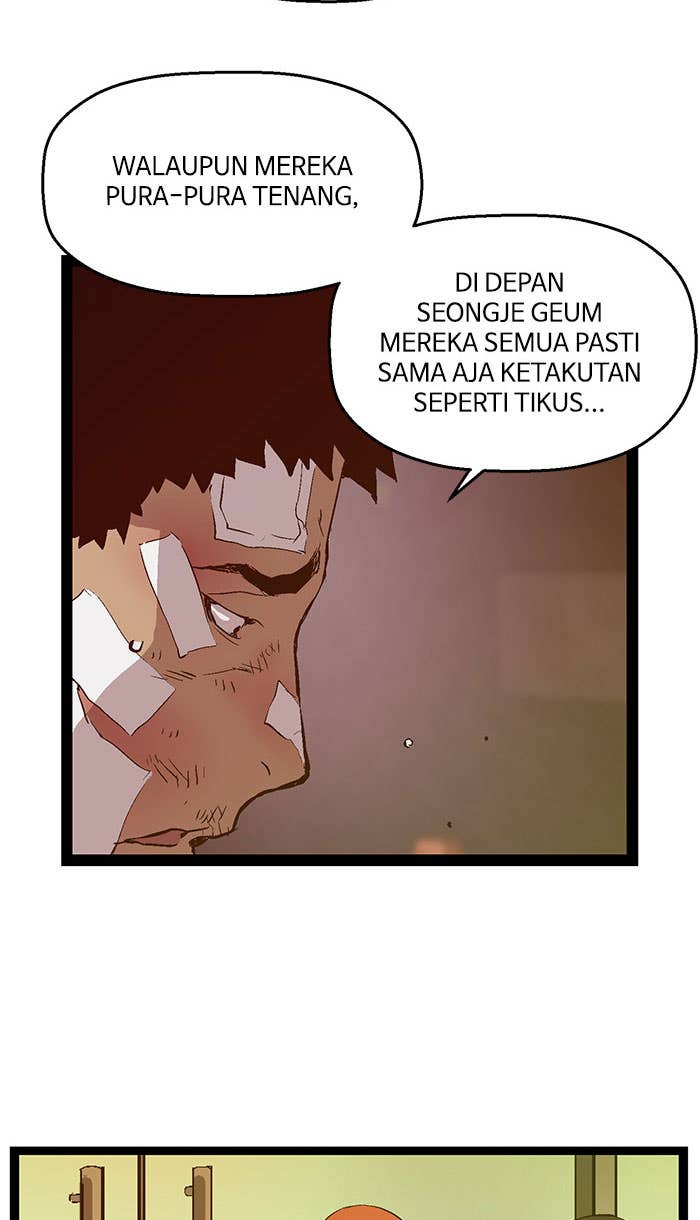 WALAUPUN MEREKA
PURA-PURA TENANG,
DI DEPAN
SEONGJE GEUM
MEREKA SEMUA PASTI
SAMA AJA KETAKUTAN
SEPERTI TIKUS...